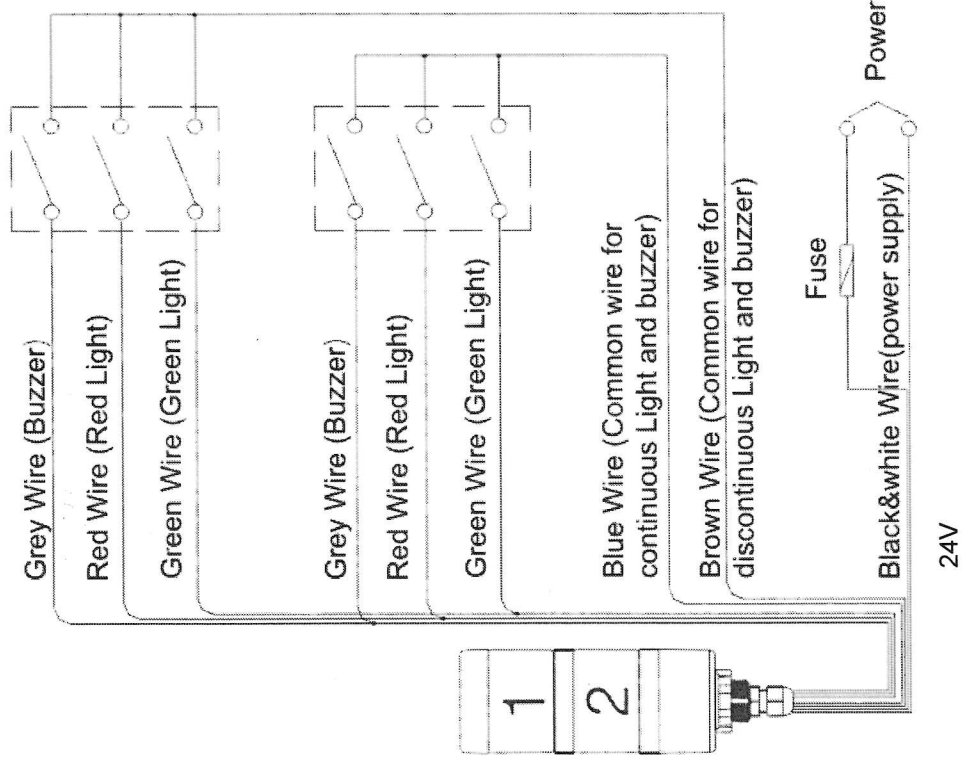 Grey Wire (Buzzer)
Red Wire (Red Light)
Green Wire (Green Light)
Grey Wire (Buzzer)
Red Wire (Red Light)
Green Wire (Green Light)
Blue Wire (Common wire for
continuous Light and buzzer)
Brown Wire (Common wire for
discontinuous Light and buzzer)
Fuse
Power
Black&white Wire(power supply)
1
2
24V